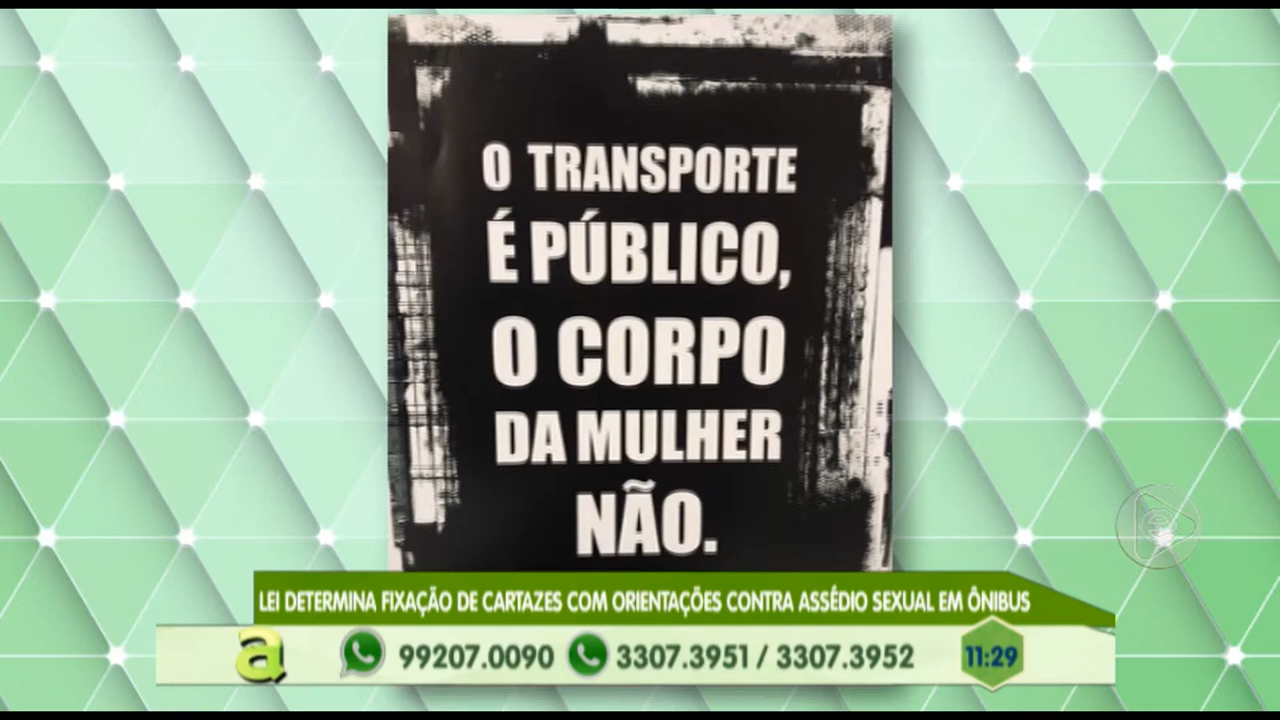 O TRANSPORTE
É PÚBLICO,
O CORPO
DA MULHER
NÃO.
LEI DETERMINA FIXAÇÃO DE CARTAZES COM ORIENTAÇÕES CONTRA ASSÉDIO SEXUAL EM ÔNIBUS
a 99207.0090 3307.3951 / 3307.3952 11:29